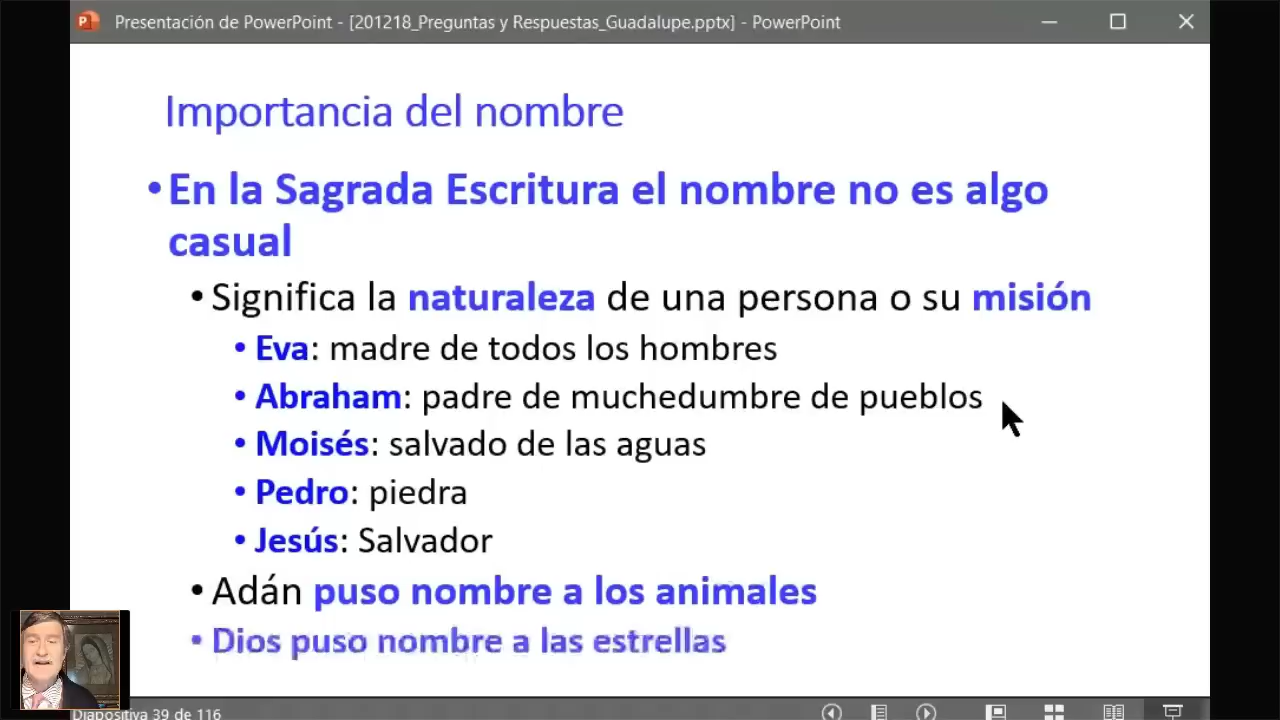 Presentación de PowerPoint - [201218_Preguntas y Respuestas_Guadalupe.pptx] - PowerPoint
Importancia del nombre
• En la Sagrada Escritura el nombre no es algo
casual
• Significa la naturaleza de una persona o su misión
• Eva: madre de todos los hombres
• Abraham: padre de muchedumbre de pueblos
• Moisés: salvado de las aguas
• Pedro: piedra
• Jesús: Salvador
• Adán puso nombre a los animales
• Dios puso nombre a las estrellas
Diapositiva 39 de 116